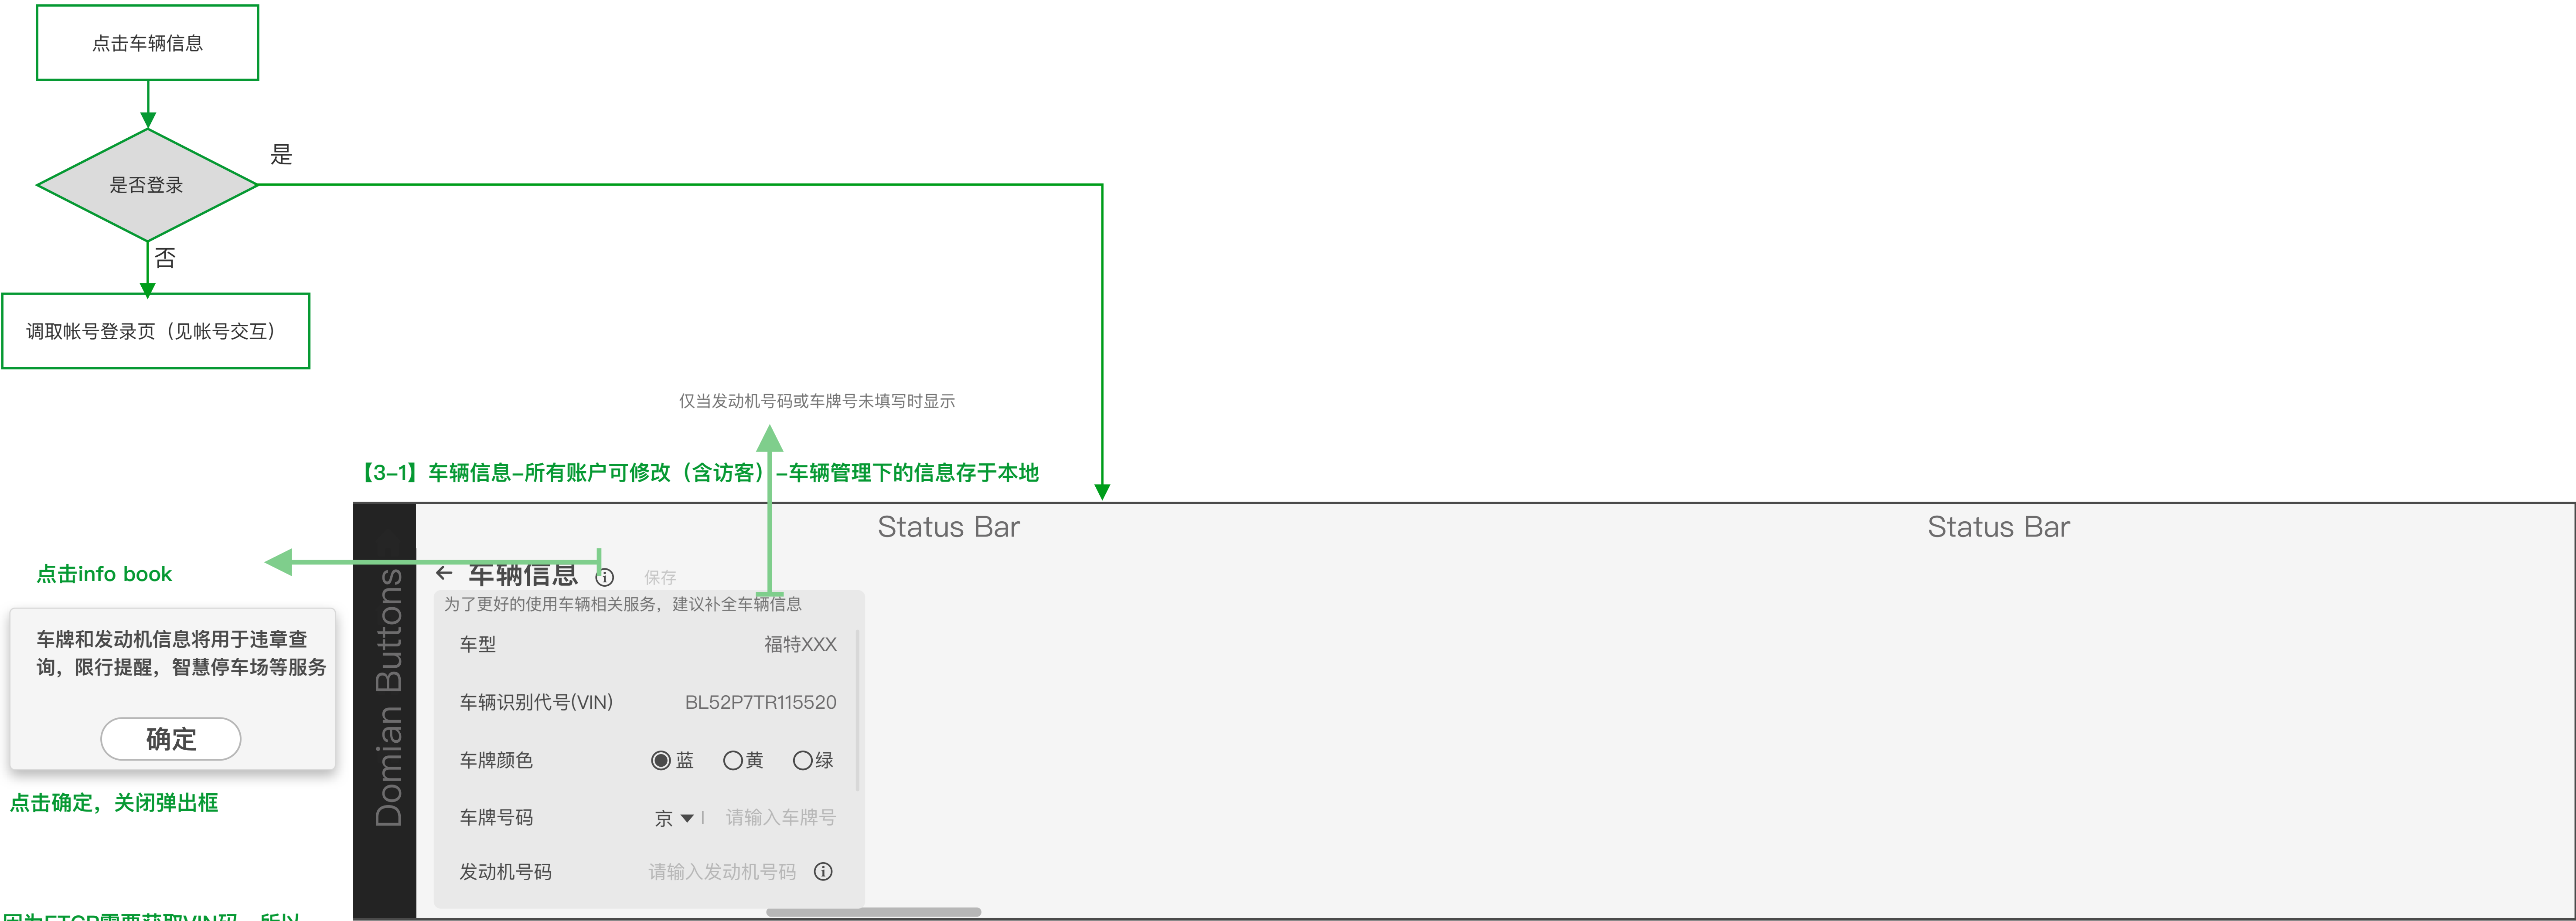 点击车辆信息
是否登录
是
否
调取帐号登录页（见帐号交互）
仅当发动机号码或车牌号未填写时显示
【3-1】车辆信息-所有账户可修改（含访客）-车辆管理下的信息存于本地
Status Bar
Status Bar
点击info book
车牌和发动机信息将用于违章查
询，限行提醒，智慧停车场等服务
确定
点击确定，关闭弹出框
Domian Buttons
车辆信息
保存
为了更好的使用车辆相关服务，建议补全车辆信息
车型 福特XXX
车辆识别代号(VIN) BL52P7TR115520
车牌颜色 蓝 黄 绿
车牌号码 京 请输入车牌号
发动机号码 请输入发动机号码